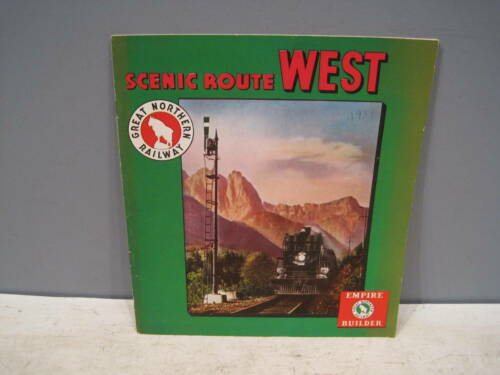 SCENIC ROUTE WEST
GREAT NORTHERN
RAILWAY
EMPIRE
BUILDER